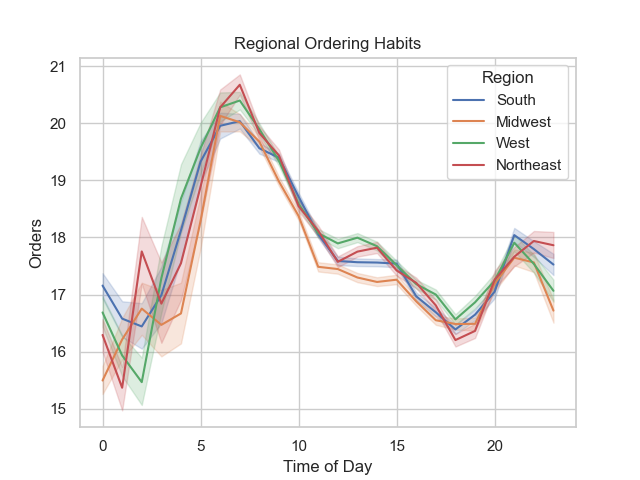 Regional Ordering Habits
21
20
19
18
17
16
15
Orders
0 5 10 15 20
Time of Day
Region
South
Midwest
West
Northeast